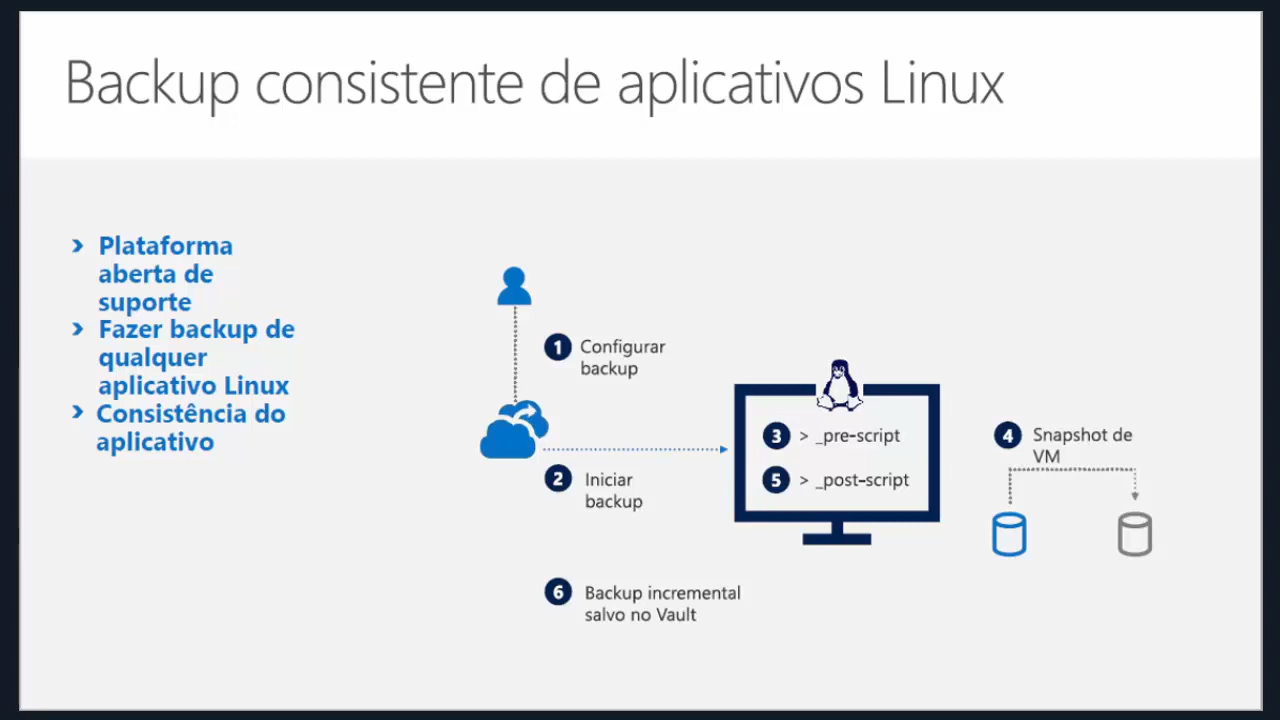 Backup consistente de aplicativos Linux
› Plataforma
aberta de
suporte
› Fazer backup de
qualquer
aplicativo Linux
› Consistência do
aplicativo
1 Configurar
backup
2 Iniciar
backup
3 > _pre-script
5 > _post-script
4 Snapshot de
VM
6 Backup incremental
salvo no Vault